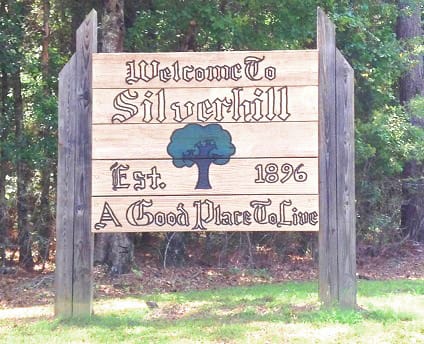 Welcome To
Silverhill
Est. 1896
A Good Place To Live